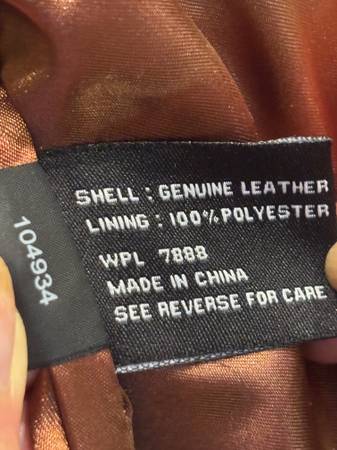 SHELL : GENUINE LEATHER
LINING : 100% POLYESTER
WPL 7888
MADE IN CHINA
SEE REVERSE FOR CARE
104934